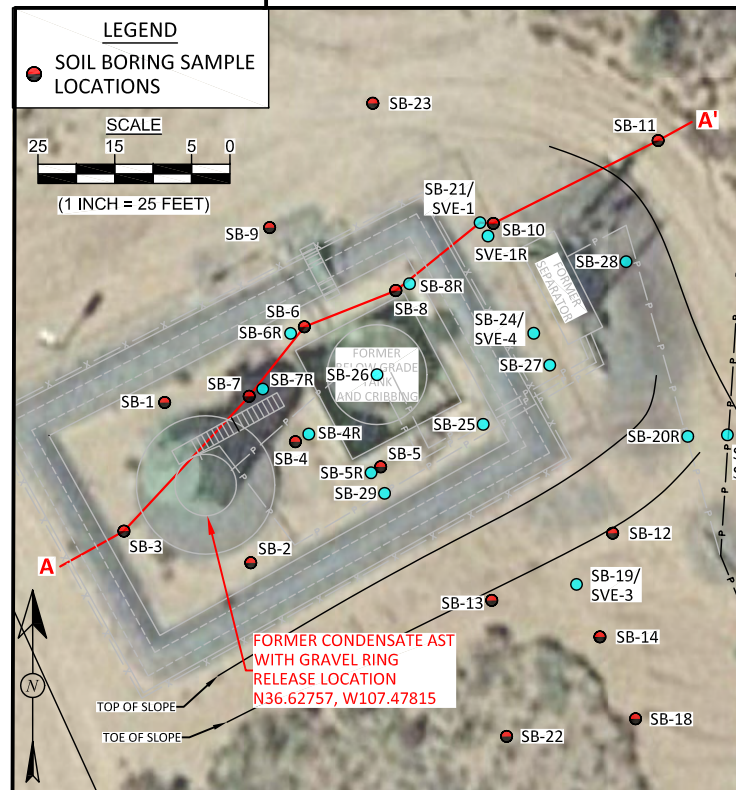 LEGEND
SOIL BORING SAMPLE
LOCATIONS
SCALE
25 15 5 0
(1 INCH = 25 FEET)
SB-23
SB-11
A'
SB-21/
SVE-1
SB-10
SVE-1R
SB-9
SB-28
FORMER
SEPARATOR
SB-8R
SB-8
SB-6
SB-6R
SB-24/
SVE-4
SB-27
FORMER
BELOW GRADE
TANK
AND CRIBBING
SB-26
SB-7
SB-7R
SB-1
SB-25
SB-4R
SB-4
SB-20R
SB-5
SB-5R
SB-29
SB-3
SB-12
A
SB-2
SB-19/
SVE-3
SB-13
SB-14
FORMER CONDENSATE AST
WITH GRAVEL RING
RELEASE LOCATION
N36.62757, W107.47815
N
TOP OF SLOPE
TOE OF SLOPE
SB-18
SB-22